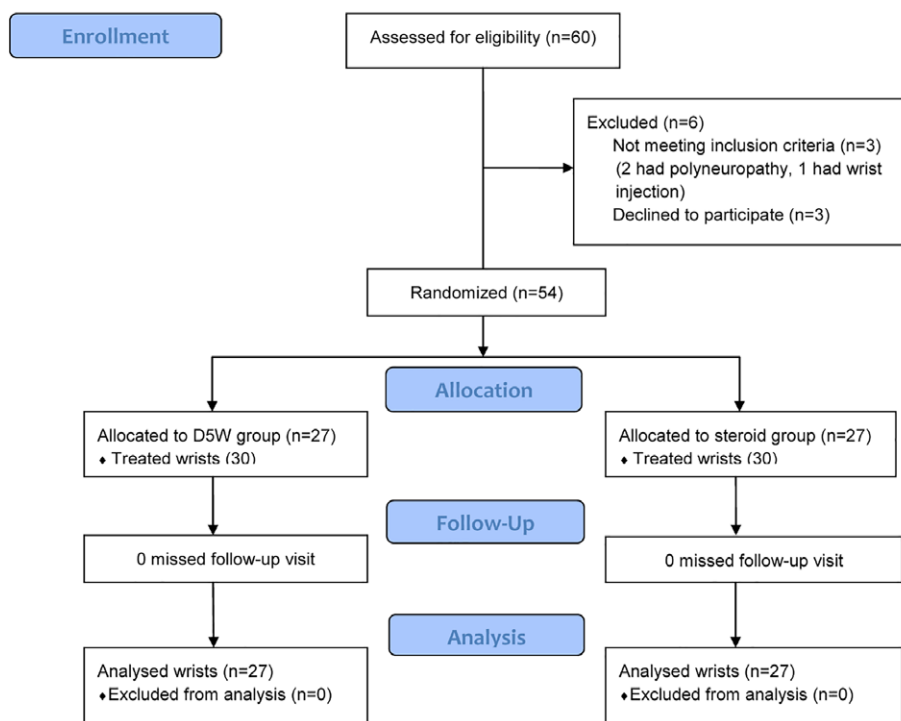 Enrollment
Assessed for eligibility (n=60)
Excluded (n=6)
Not meeting inclusion criteria (n=3)
(2 had polyneuropathy, 1 had wrist
injection)
Declined to participate (n=3)
Randomized (n=54)
Allocation
Allocated to D5W group (n=27)
♦ Treated wrists (30)
Allocated to steroid group (n=27)
♦ Treated wrists (30)
Follow-Up
0 missed follow-up visit
0 missed follow-up visit
Analysis
Analysed wrists (n=27)
♦Excluded from analysis (n=0)
Analysed wrists (n=27)
♦Excluded from analysis (n=0)